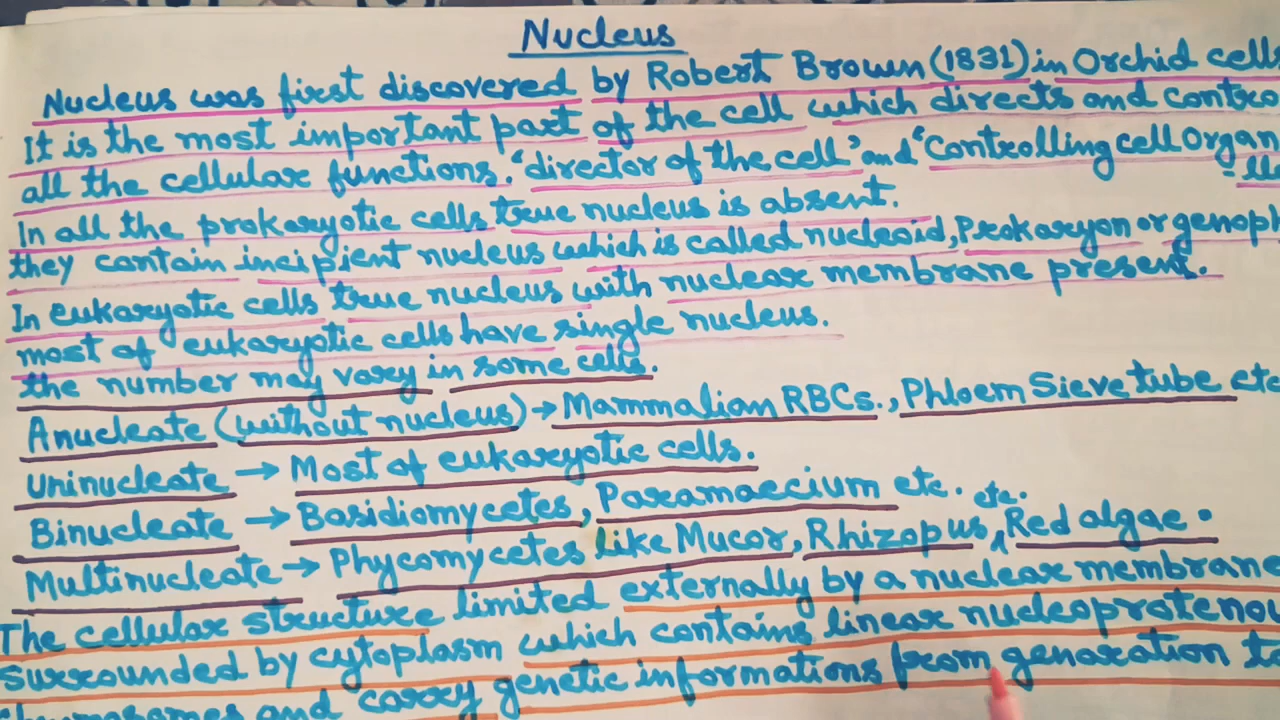 Nucleus
Nucleus was first discovered by Robert Brown (1831) in Orchid cells
It is the most important part of the cell which directs and contro
all the cellular functions. "director of the cell" and "Controlling cell Organ
- lle
In all the prokaryotic cells true nucleus is absent.
they contain incipient nucleus which is called nucleoid, Prokaryon or genoph
In eukaryotic cells true nucleus with nuclear membrane present.
most of eukaryotic cells have single nucleus.
the number may vary in some cells.
Anucleate (without nucleus) → Mammalian RBCs., Phloem Sieve tube etc
Uninucleate → Most of eukaryotic cells.
Binucleate → Basidiomycetes, Paramaecium etc.
Multinucleate → Phycomycetes like Mucor, Rhizopus etc. Red algae .
The cellular structure limited externally by a nuclear membrane
surrounded by cytoplasm which contains linear nucleoprotenou
chromosomes and carry genetic informations from genaration to